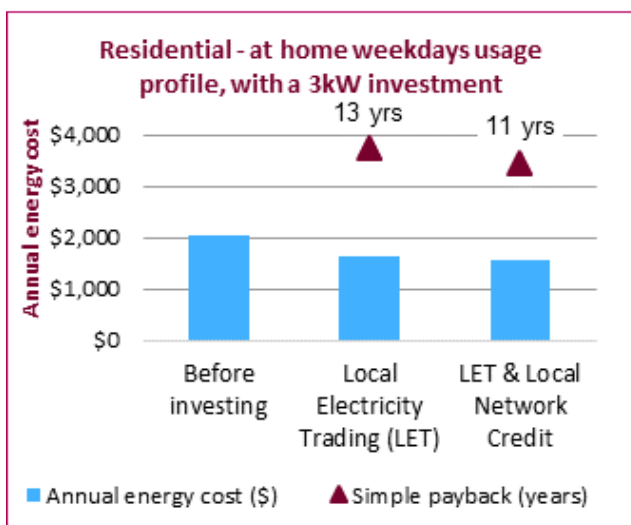 Residential - at home weekdays usage
profile, with a 3kW investment
13 yrs
11 yrs
Annual energy cost
$4,000
$3,000
$2,000
$1,000
$0
Before
investing
Local
Electricity
Trading (LET)
LET & Local
Network
Credit
Annual energy cost ($)
Simple payback (years)